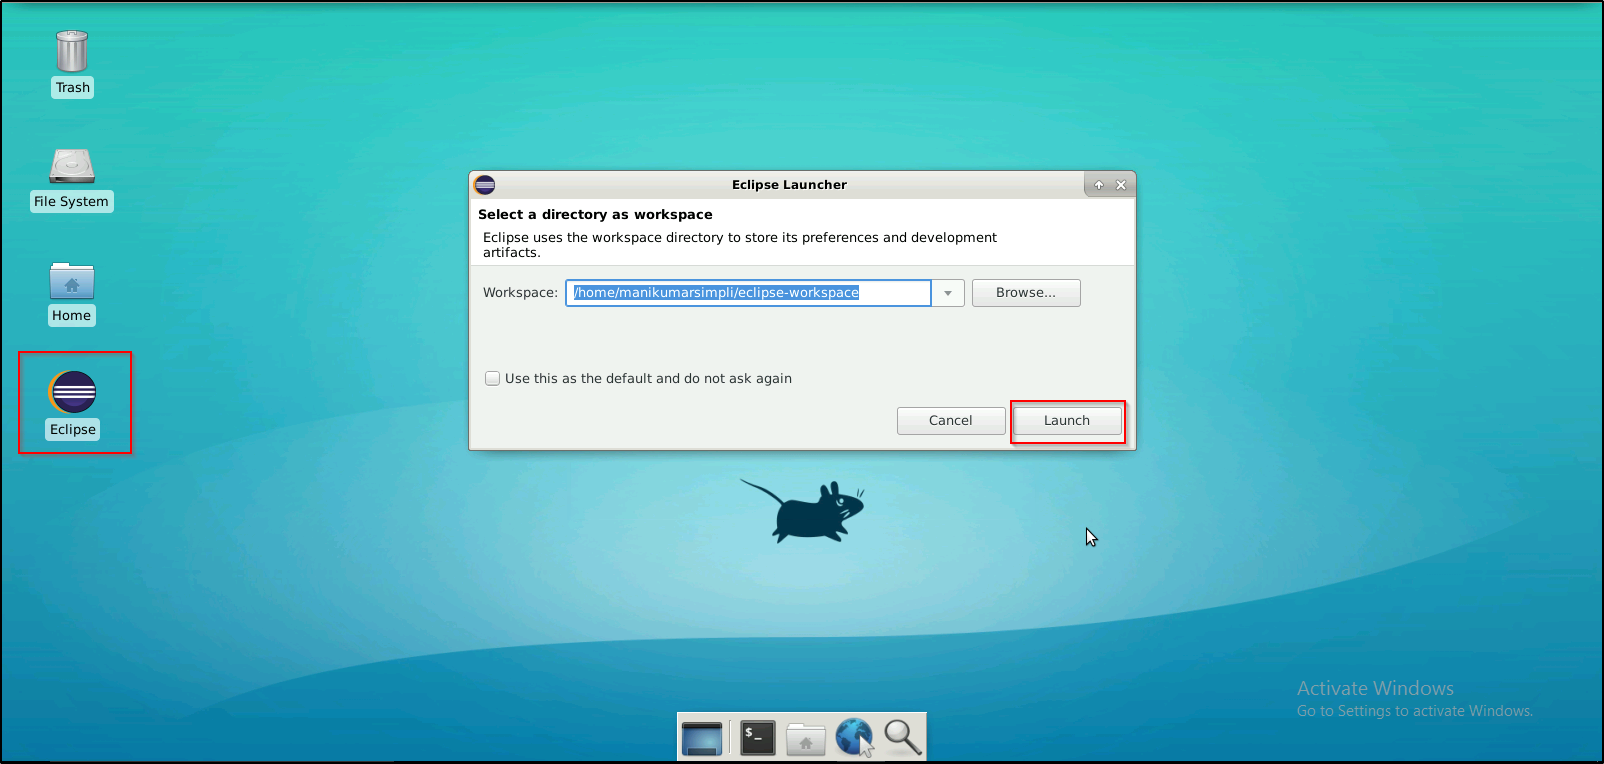 Trash
File System
Home
Eclipse
Eclipse Launcher
Select a directory as workspace
Eclipse uses the workspace directory to store its preferences and development
artifacts.
Workspace: /home/manikumarsimpli/eclipse-workspace Browse...
Use this as the default and do not ask again
Cancel Launch
Activate Windows
Go to Settings to activate Windows.
$ _